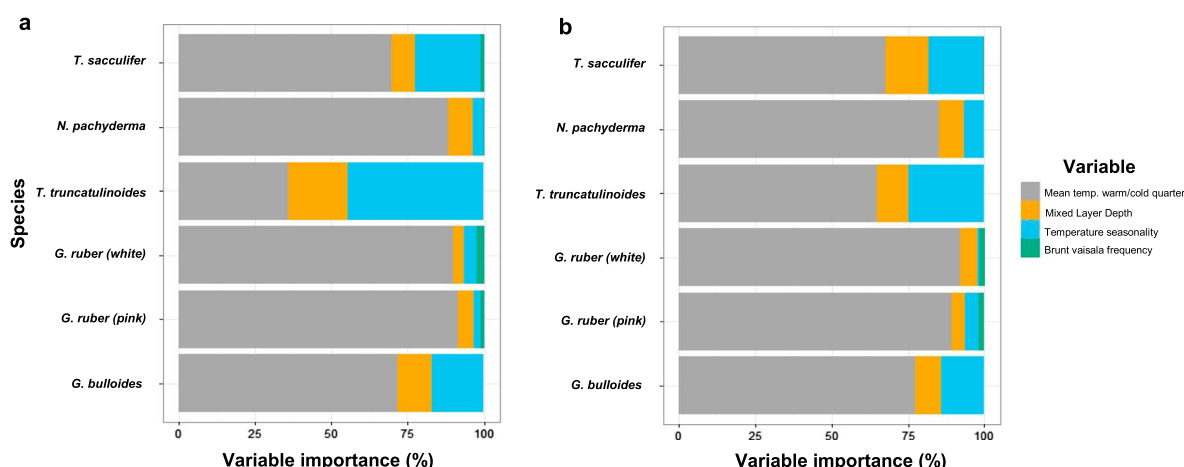 a
Species
T. sacculifer
N. pachyderma
T. truncatulinoides
G. ruber (white)
G. ruber (pink)
G. bulloides
0 25 50 75 100
Variable importance (%)
b
T. sacculifer
N. pachyderma
T. truncatulinoides
G. ruber (white)
G. ruber (pink)
G. bulloides
0 25 50 75 100
Variable importance (%)
Variable
Mean temp. warm/cold quarter
Mixed Layer Depth
Temperature seasonality
Brunt vaisala frequency